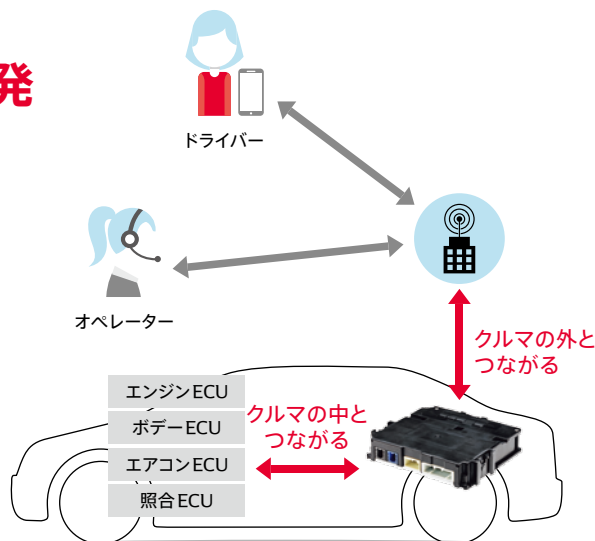 発
ドライバー
オペレーター
クルマの外と
つながる
エンジンECU
ボデーECU
エアコンECU
照合ECU
クルマの中と
つながる